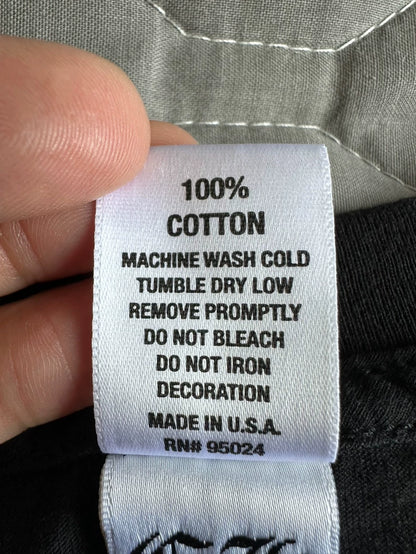 100%
COTTON
MACHINE WASH COLD
TUMBLE DRY LOW
REMOVE PROMPTLY
DO NOT BLEACH
DO NOT IRON
DECORATION
MADE IN U.S.A.
RN# 95024